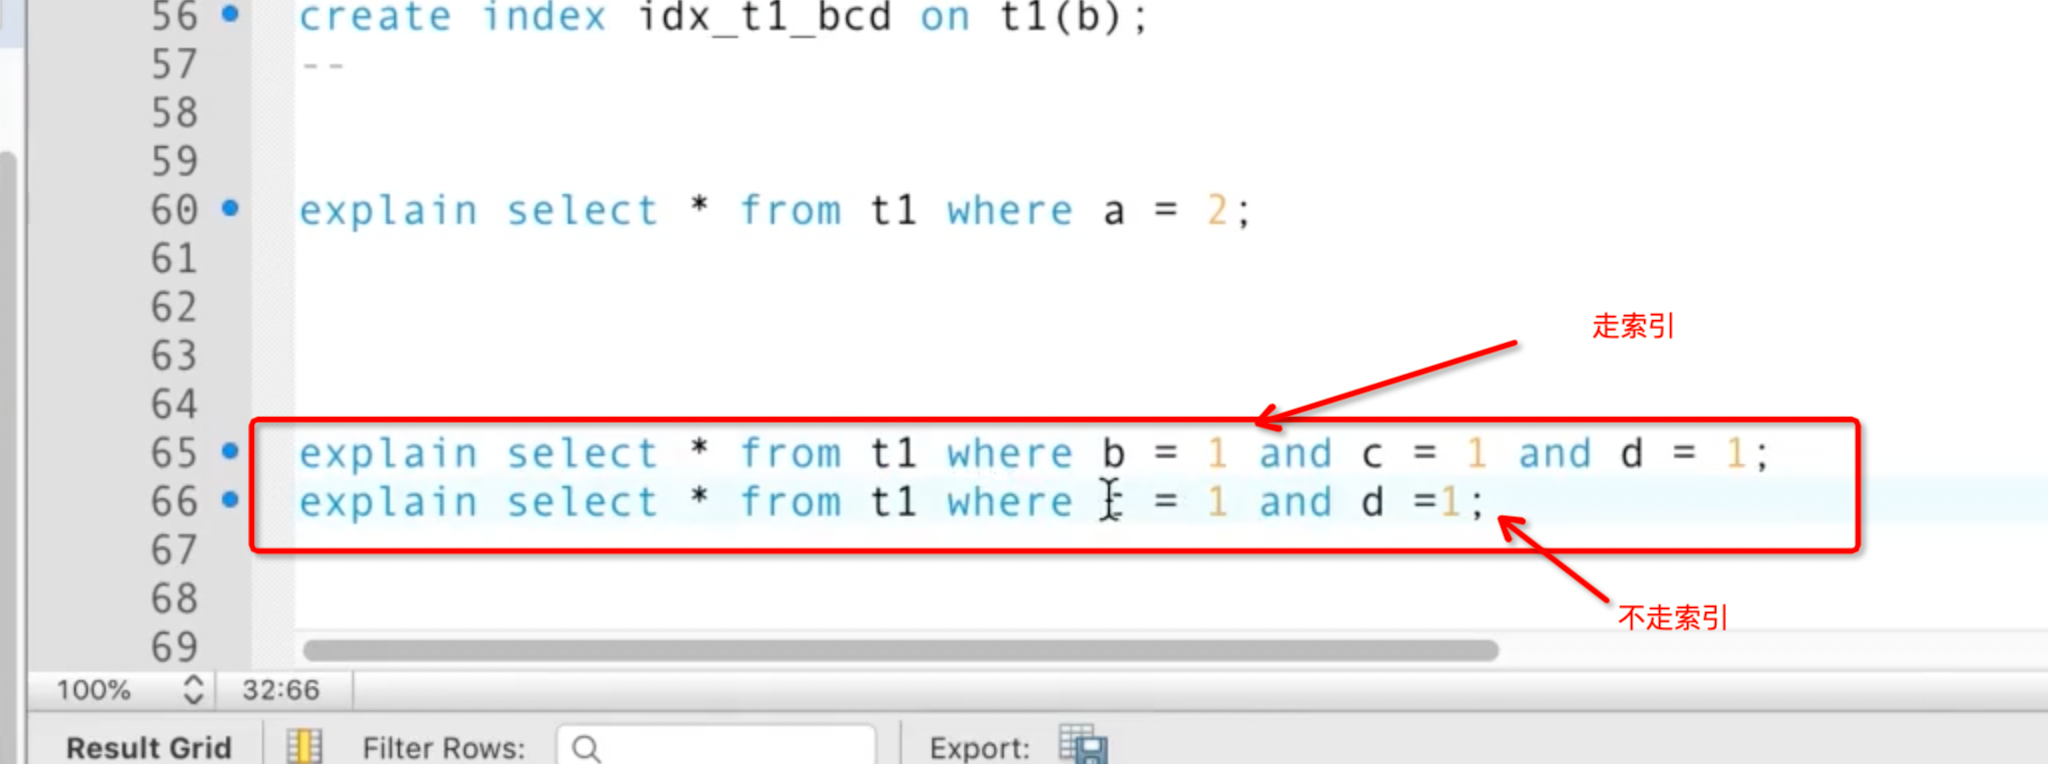 56 create index idx_t1_bcd on t1(b);
57 --
58
59
60 explain select * from t1 where a = 2;
61
62
63
走索引
64
65 explain select * from t1 where b = 1 and c = 1 and d = 1;
66 explain select * from t1 where c = 1 and d =1;
67
68
不走索引
69
100% 32:66
Result Grid Filter Rows: Export: